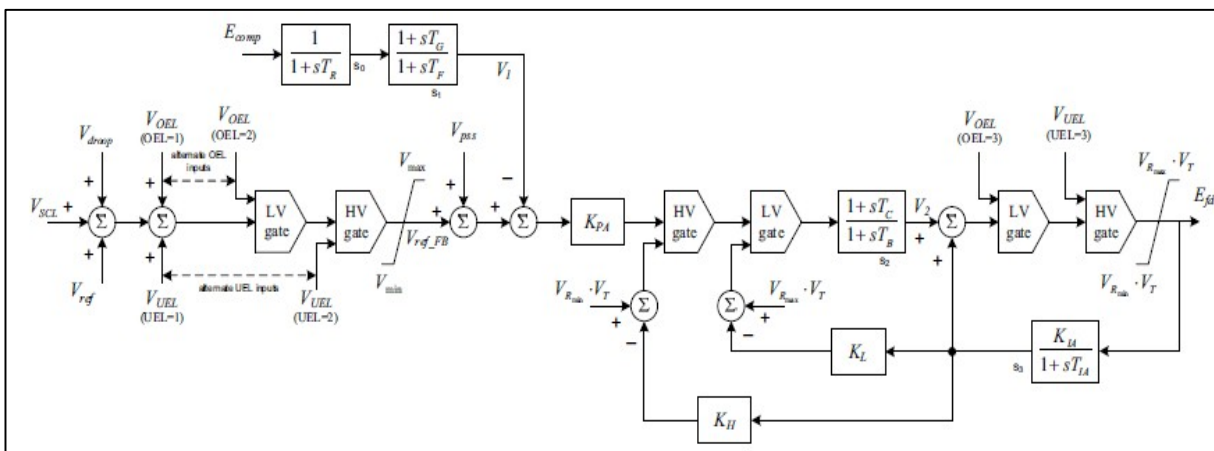 E_comp
1
1 + sT_R
s_0
1 + sT_G
1 + sT_F
s_1
V_1
V_droop
V_OEL
(OEL=1)
V_OEL
(OEL=2)
alternate OEL
inputs
V_pss
V_max
V_SCL
+
+
+
Σ
+
+
Σ
LV
gate
HV
gate
V_ref_FB
V_min
+
+
Σ
−
+
Σ
V_ref
V_UEL
(UEL=1)
alternate UEL inputs
V_UEL
(UEL=2)
K_PA
HV
gate
LV
gate
1 + sT_C
1 + sT_B
s_2
V_2
+
+
Σ
V_OEL
(OEL=3)
V_UEL
(UEL=3)
LV
gate
HV
gate
V_Rmax · V_T
E_fd
V_Rmin · V_T
V_Rmin · V_T
+
−
Σ
V_Rmax · V_T
+
−
Σ
K_L
K_IA
1 + sT_IA
s_3
K_H